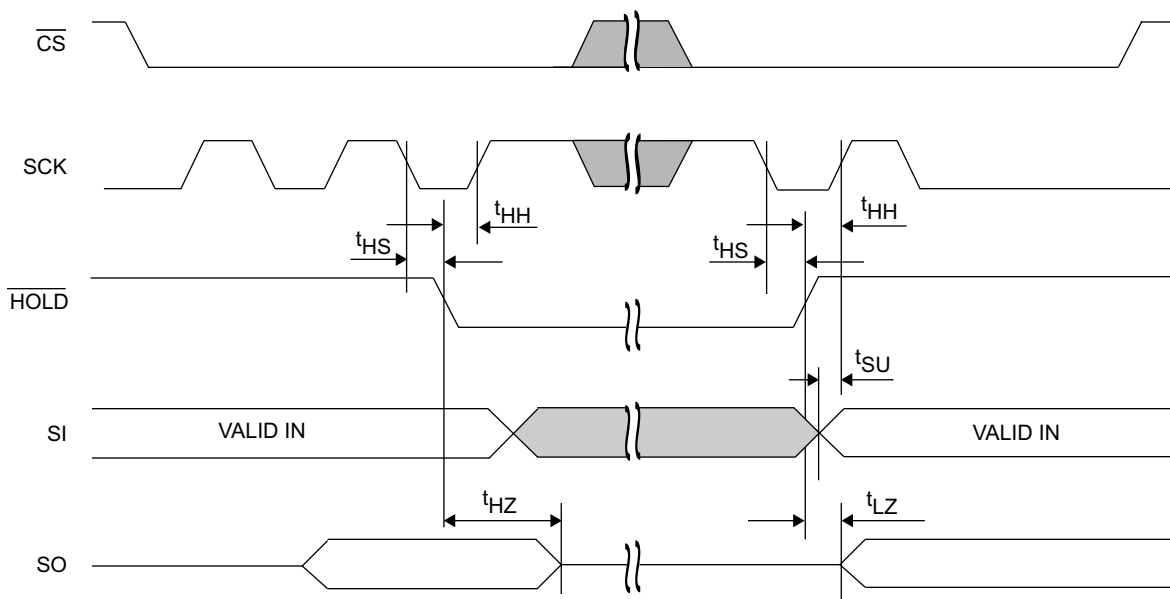 CS
SCK
tHH
tHH
tHS
tHS
HOLD
tSU
SI
VALID IN
VALID IN
tHZ
tLZ
SO